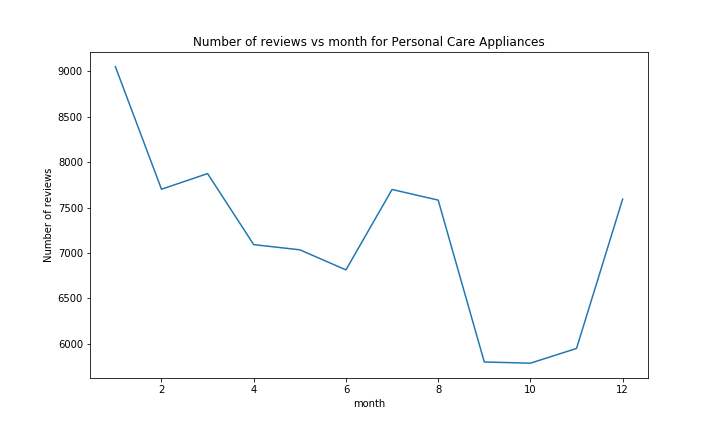 Number of reviews vs month for Personal Care Appliances
9000
8500
8000
7500
7000
6500
6000
Number of reviews
2 4 6 8 10 12
month